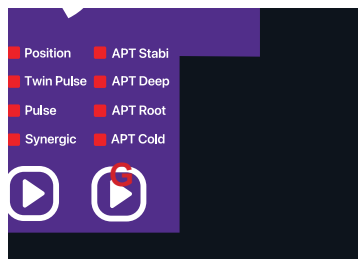 Position APT Stabi
Twin Pulse APT Deep
Pulse APT Root
Synergic APT Cold
G